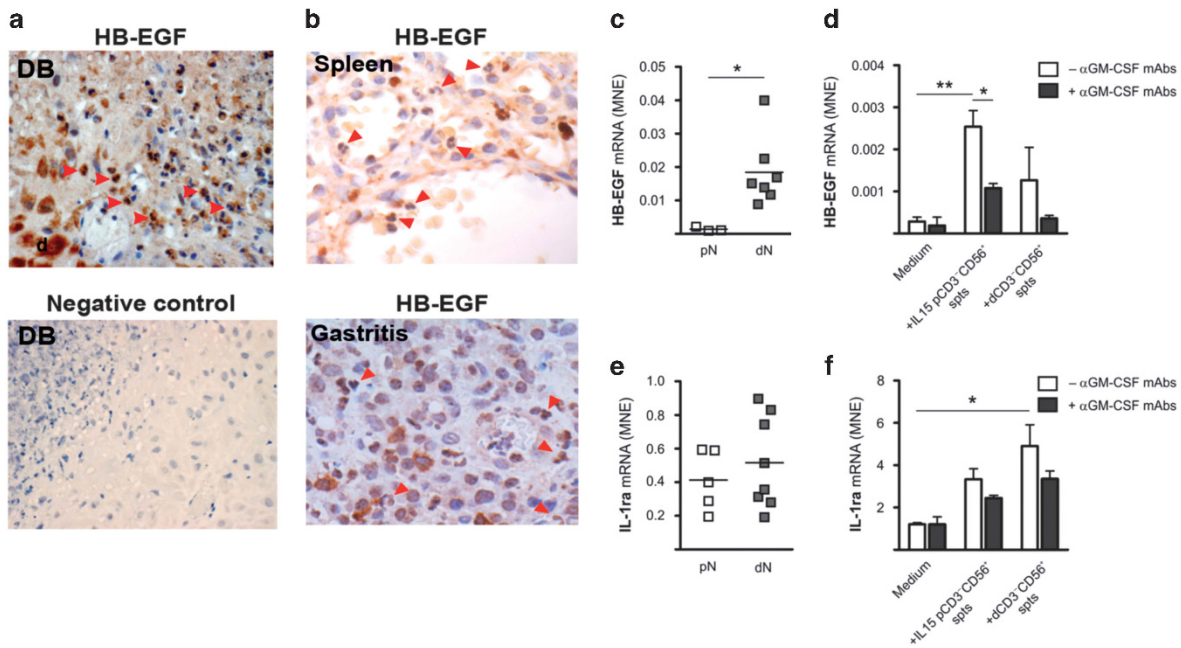 a
HB-EGF
DB
d
Negative control
DB
b
HB-EGF
Spleen
HB-EGF
Gastritis
c
HB-EGF mRNA (MNE)
0.05
0.04
0.03
0.02
0.01
*
pN
dN
d
HB-EGF mRNA (MNE)
0.004
0.003
0.002
0.001
**
*
– αGM-CSF mAbs
+ αGM-CSF mAbs
Medium
+IL15 pCD3⁻CD56⁺
spts
+dCD3⁻CD56⁺
spts
e
IL-1ra mRNA (MNE)
1.0
0.8
0.6
0.4
0.2
pN
dN
f
IL-1ra mRNA (MNE)
8
6
4
2
*
– αGM-CSF mAbs
+ αGM-CSF mAbs
Medium
+IL15 pCD3⁻CD56⁺
spts
+dCD3⁻CD56⁺
spts